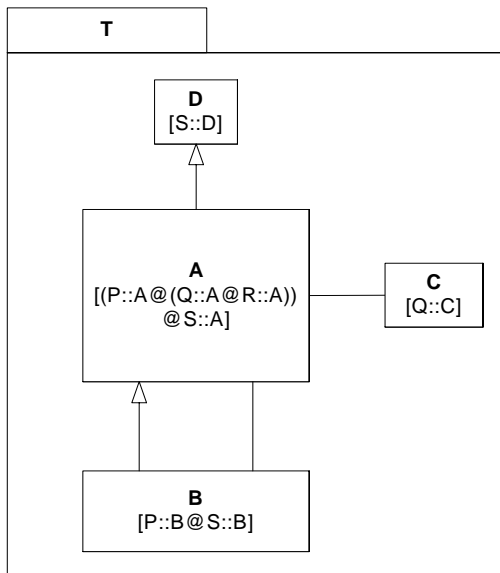 T
D
[S::D]
A
[(P::A@(Q::A@R::A))
@S::A]
C
[Q::C]
B
[P::B@S::B]